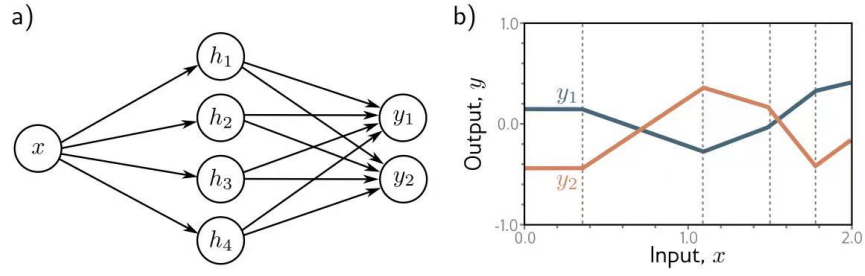 a)
x
h₁
h₂
h₃
h₄
y₁
y₂
b)
Output, y
1.0
0.0
-1.0
y₁
y₂
0.0
1.0
2.0
Input, x